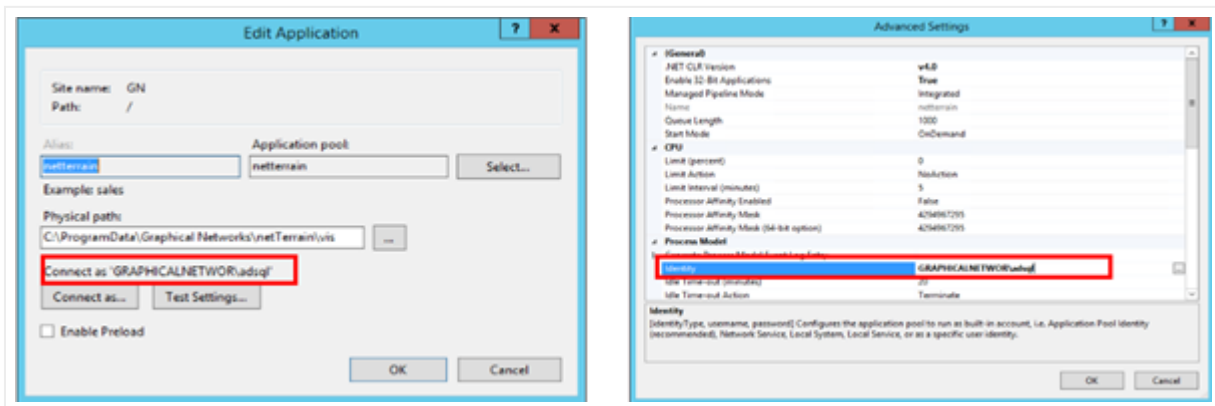 Edit Application
Site name: GN
Path: /
Alias:
Application pool:
netterrain
netterrain
Select...
Example: sales
Physical path:
C:\ProgramData\Graphical Networks\netTerrain\vis
...
Connect as 'GRAPHICALNETWOR\adsql'
Connect as...
Test Settings...
Enable Preload
OK
Cancel
Advanced Settings
(General)
.NET CLR Version v4.0
Enable 32-Bit Applications True
Managed Pipeline Mode Integrated
Name netterrain
Queue Length 1000
Start Mode OnDemand
CPU
Limit (percent) 0
Limit Action NoAction
Limit Interval (minutes) 5
Processor Affinity Enabled False
Processor Affinity Mask 4294967295
Processor Affinity Mask (64-bit option) 4294967295
Process Model
Generate Process Model Event Log Entry
Identity GRAPHICALNETWOR\adsql
Idle Time-out (minutes) 20
Idle Time-out Action Terminate
Identity
[identityType, username, password] Configures the application pool to run as built-in account, i.e. Application Pool Identity
(recommended), Network Service, Local System, Local Service, or as a specific user identity.
OK
Cancel